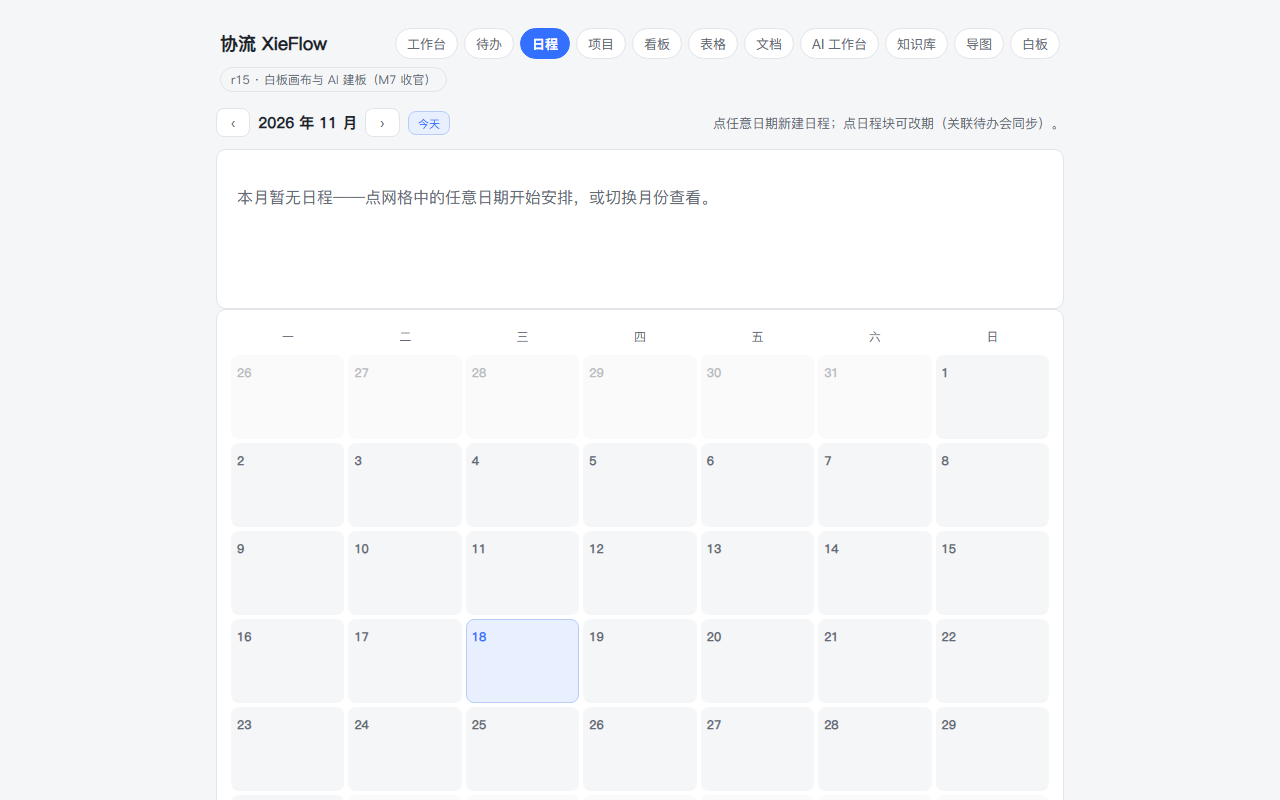 协流 XieFlow
工作台 待办 日程 项目 看板 表格 文档 AI 工作台 知识库 导图 白板
r15 · 白板画布与 AI 建板（M7 收官）
‹ 2026 年 11 月 › 今天 点任意日期新建日程；点日程块可改期（关联待办会同步）。
本月暂无日程——点网格中的任意日期开始安排，或切换月份查看。
一 二 三 四 五 六 日
26 27 28 29 30 31 1
2 3 4 5 6 7 8
9 10 11 12 13 14 15
16 17 18 19 20 21 22
23 24 25 26 27 28 29